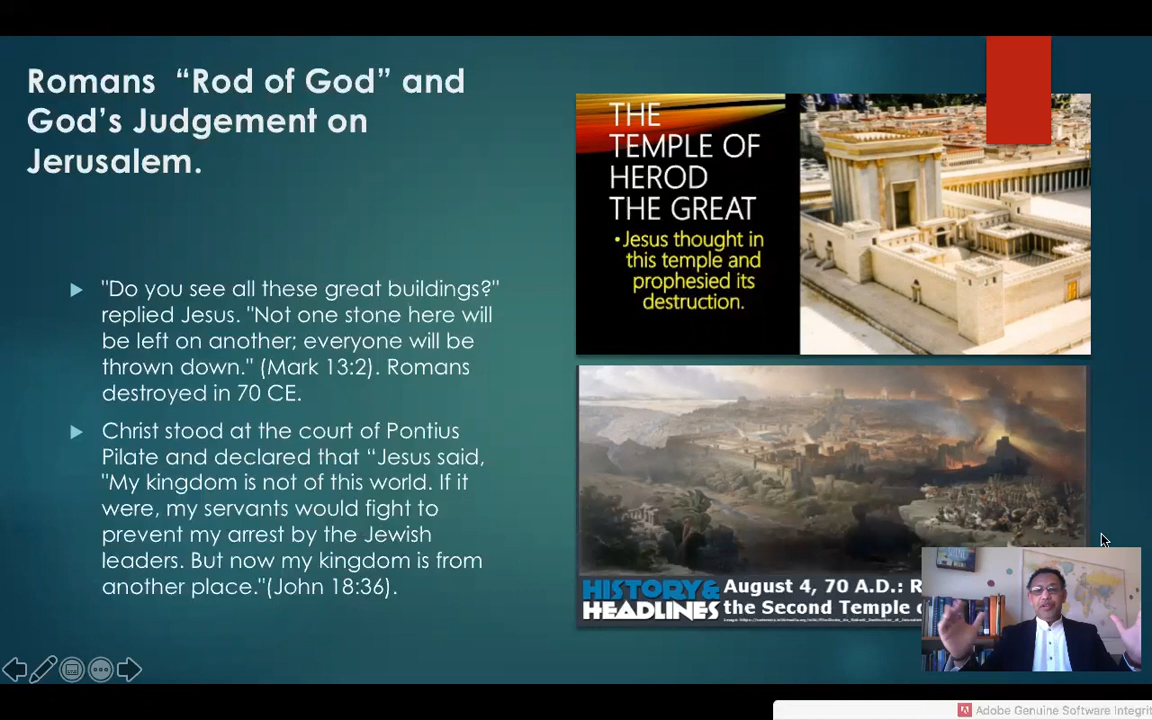 Romans “Rod of God” and
God’s Judgement on
Jerusalem.
"Do you see all these great buildings?"
replied Jesus. "Not one stone here will
be left on another; everyone will be
thrown down." (Mark 13:2). Romans
destroyed in 70 CE.
Christ stood at the court of Pontius
Pilate and declared that “Jesus said,
"My kingdom is not of this world. If it
were, my servants would fight to
prevent my arrest by the Jewish
leaders. But now my kingdom is from
another place."(John 18:36).
THE
TEMPLE OF
HEROD
THE GREAT
•Jesus thought in
this temple and
prophesied its
destruction.
HISTORY&
HEADLINES
August 4, 70 A.D.: R
the Second Temple
Adobe Genuine Software Integrit